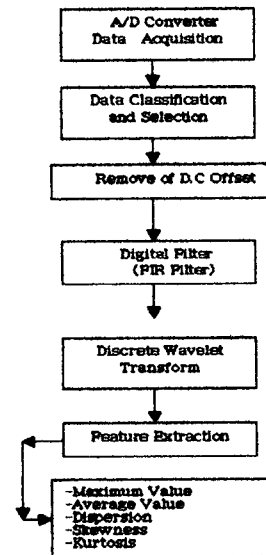 A/D Converter
Data Acquisition
Data Classification
and Selection
Remove of D.C Offset
Digital Filter
(FIR Filter)
Discrete Wavelet
Transform
Feature Extraction
-Maximum Value
-Average Value
-Dispersion
-Skewness
-Kurtosis